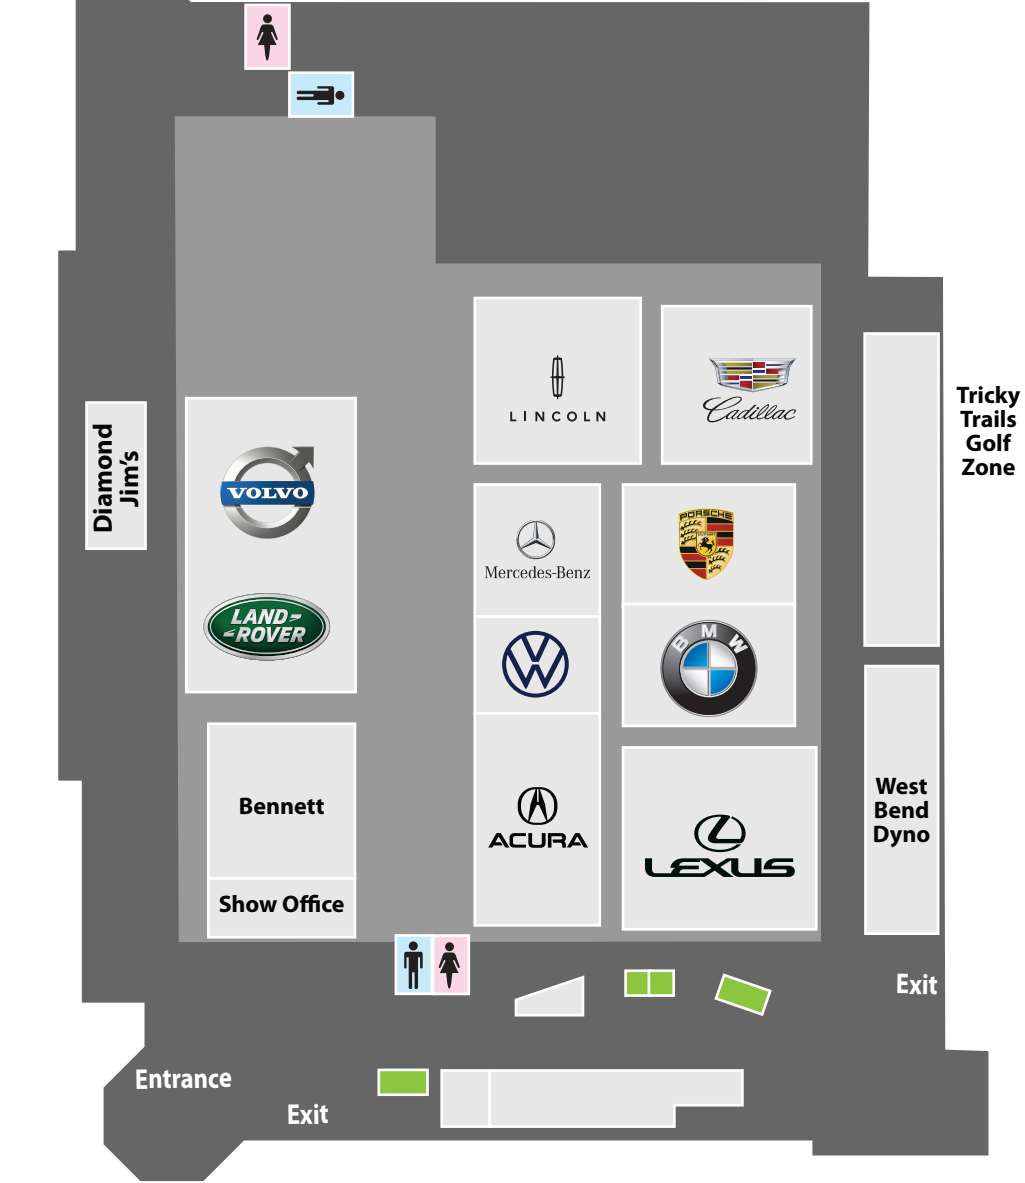 LINCOLN
Cadillac
Tricky
Trails
Golf
Zone
Diamond
Jim's
VOLVO
LAND-
-ROVER
Mercedes-Benz
PORSCHE
BMW
Bennett
Show Office
ACURA
LEXUS
West
Bend
Dyno
Exit
Entrance
Exit